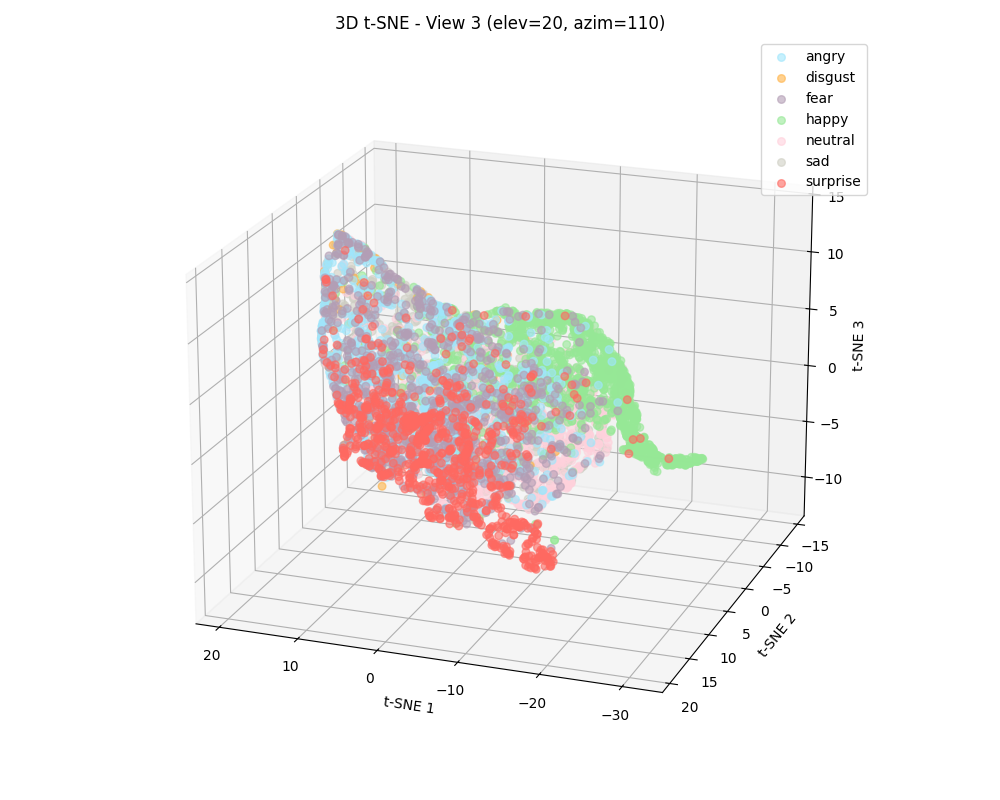 3D t-SNE - View 3 (elev=20, azim=110)
angry
disgust
fear
happy
neutral
sad
surprise
15
10
5
0
−5
−10
t-SNE 3
−15
−10
−5
0
5
10
15
20
t-SNE 2
20
10
0
−10
−20
−30
t-SNE 1